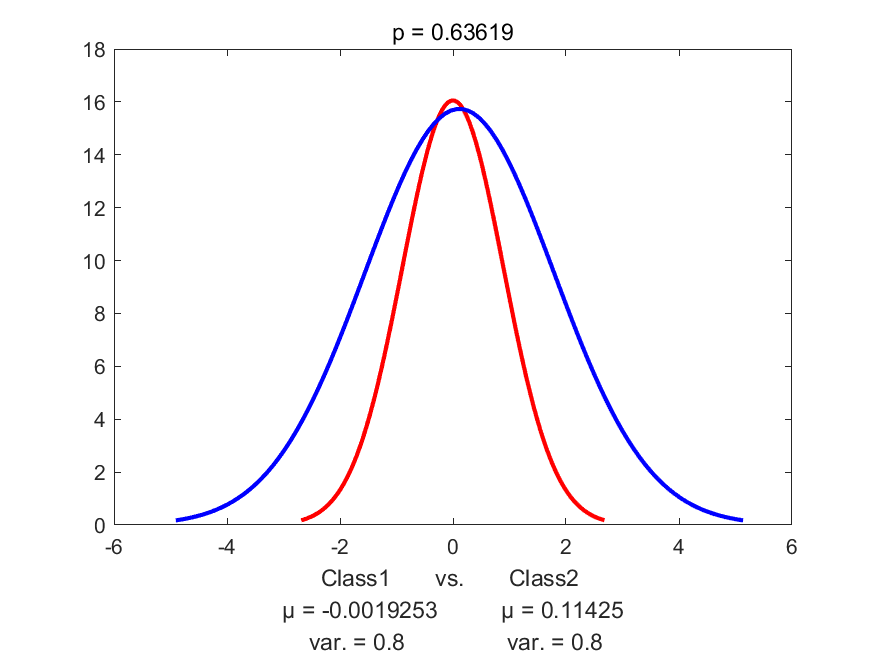 p = 0.63619
18
16
14
12
10
8
6
4
2
0
-6 -4 -2 0 2 4 6
Class1 vs. Class2
μ = -0.0019253 μ = 0.11425
var. = 0.8 var. = 0.8